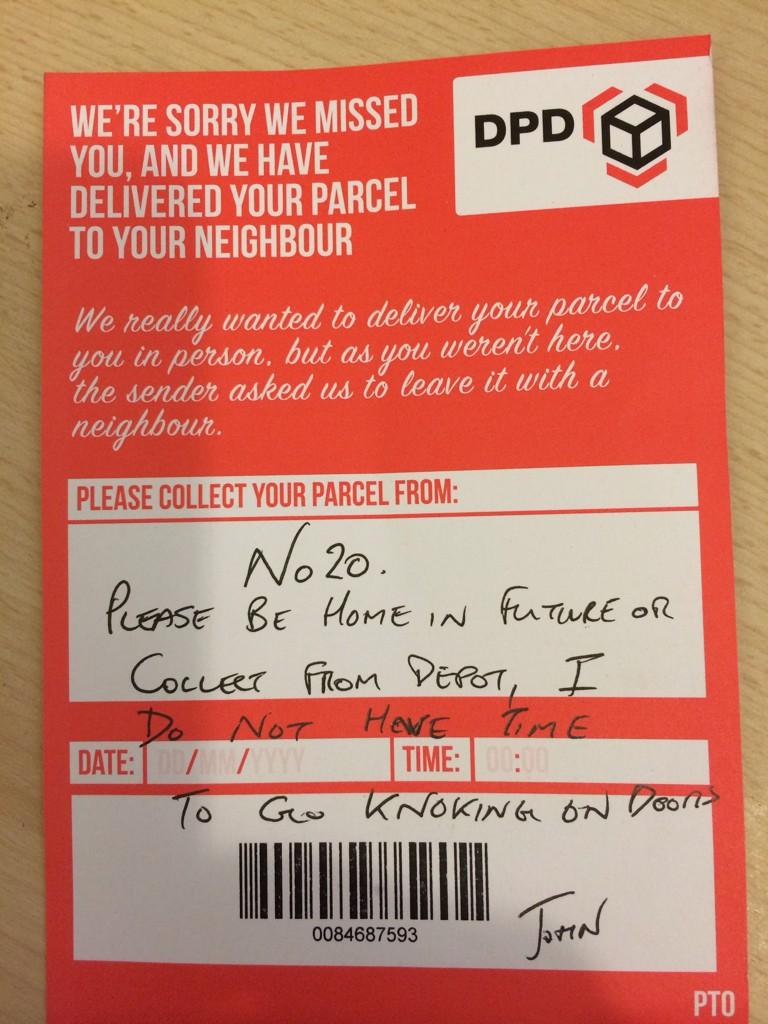 WE'RE SORRY WE MISSED
YOU, AND WE HAVE
DELIVERED YOUR PARCEL
TO YOUR NEIGHBOUR
DPD
We really wanted to deliver your parcel to
you in person, but as you weren't here,
the sender asked us to leave it with a
neighbour.
PLEASE COLLECT YOUR PARCEL FROM:
No 20.
PLEASE BE HOME IN FUTURE OR
COLLECT FROM DEPOT, I
DO NOT HAVE TIME
DATE: DD/MM/YYYY TIME: 00:00
TO GO KNOKING ON DOORS
0084687593
JOHN
PTO